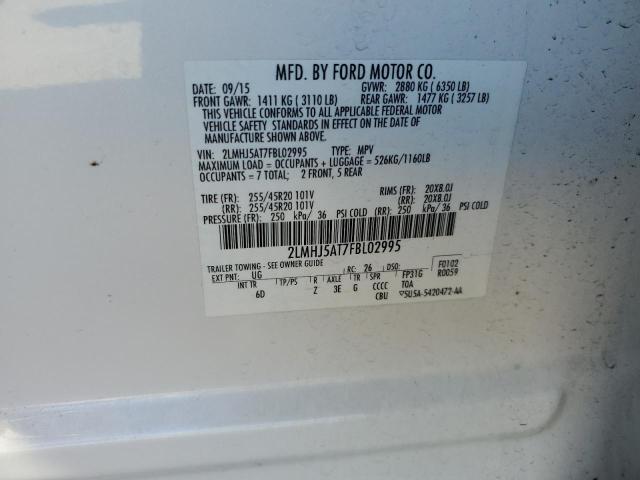 MFD. BY FORD MOTOR CO.
DATE: 09/15 GVWR: 2880 KG ( 6350 LB)
FRONT GAWR: 1411 KG ( 3110 LB) REAR GAWR: 1477 KG ( 3257 LB)
THIS VEHICLE CONFORMS TO ALL APPLICABLE FEDERAL MOTOR
VEHICLE SAFETY STANDARDS IN EFFECT ON THE DATE OF
MANUFACTURE SHOWN ABOVE.
VIN: 2LMHJ5AT7FBL02995 TYPE: MPV
MAXIMUM LOAD = OCCUPANTS + LUGGAGE = 526KG/1160LB
OCCUPANTS = 7 TOTAL; 2 FRONT, 5 REAR
TIRE (FR): 255/45R20 101V RIMS (FR): 20X8.0J
(RR): 255/45R20 101V (RR): 20X8.0J
PRESSURE (FR): 250 kPa/ 36 PSI COLD (RR): 250 kPa/ 36 PSI COLD
2LMHJ5AT7FBL02995
TRAILER TOWING - SEE OWNER GUIDE
EXT PNT: UG RC: 26 DSO: F0102
INT TR TP/PS R AXLE TR SPR FP31G R0059
6D Z 3E G CCCC TOA
CBU ▽5U5A-5420472-AA